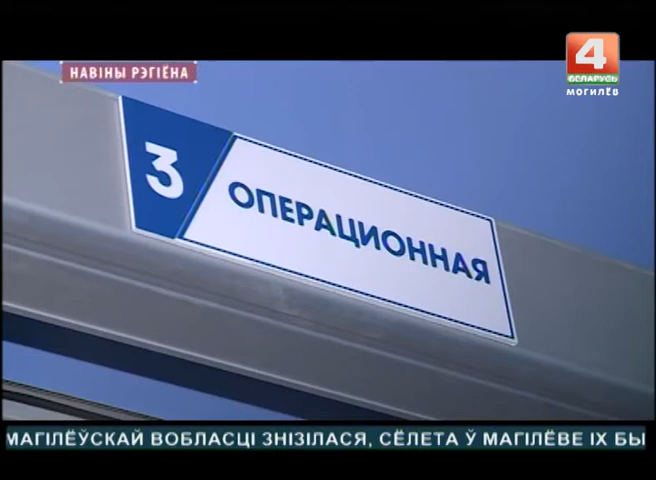 НАВІНЫ РЭГІЁНА
4
БЕЛАРУСЬ
МОГИЛЁВ
3
ОПЕРАЦИОННАЯ
МАГІЛЁЎСКАЙ ВОБЛАСЦІ ЗНІЗІЛАСЯ, СЁЛЕТА Ў МАГІЛЁВЕ ІХ БЫ